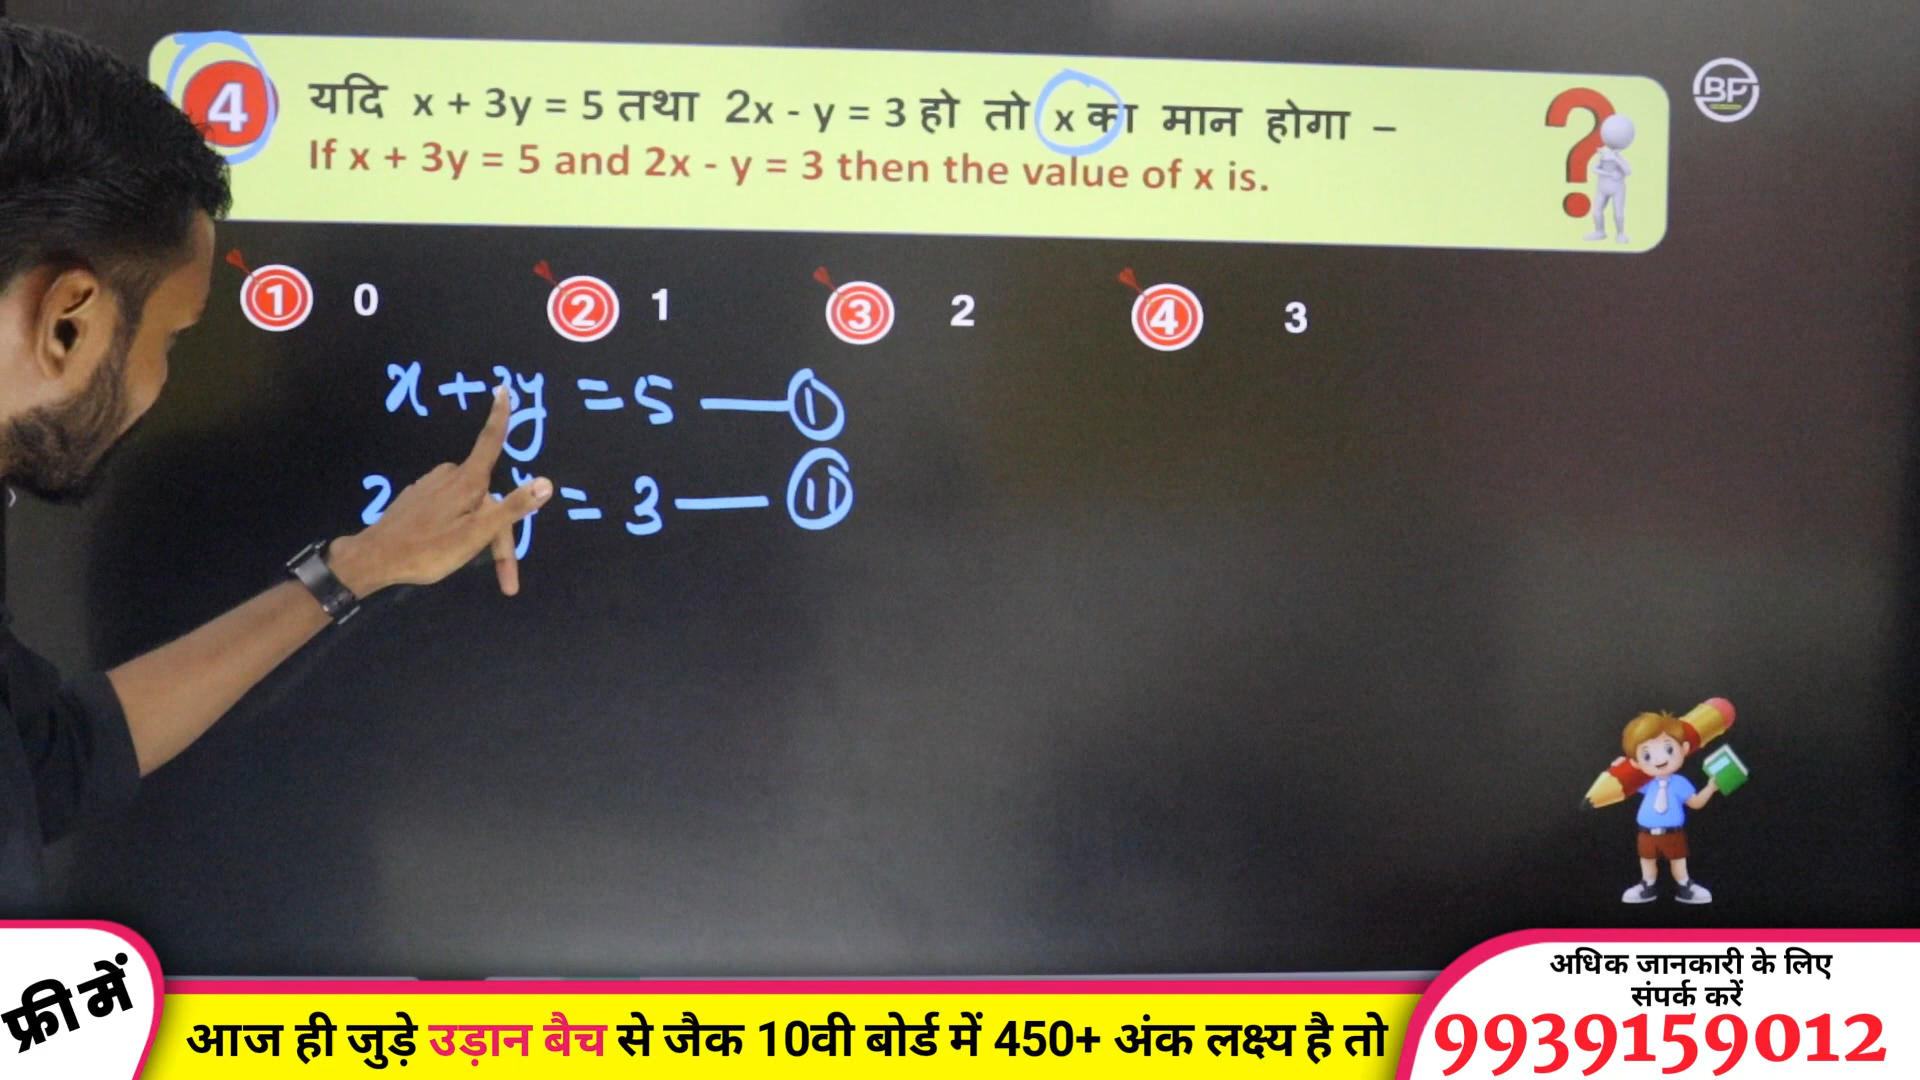 4
यदि x + 3y = 5 तथा 2x - y = 3 हो तो x का मान होगा –
If x + 3y = 5 and 2x - y = 3 then the value of x is.
BP
1 0 2 1 3 2 4 3
x + 3y = 5 — 1
2 y = 3 — 11
फ्री में
आज ही जुड़े उड़ान बैच से जैक 10वी बोर्ड में 450+ अंक लक्ष्य है तो
अधिक जानकारी के लिए
संपर्क करें
9939159012